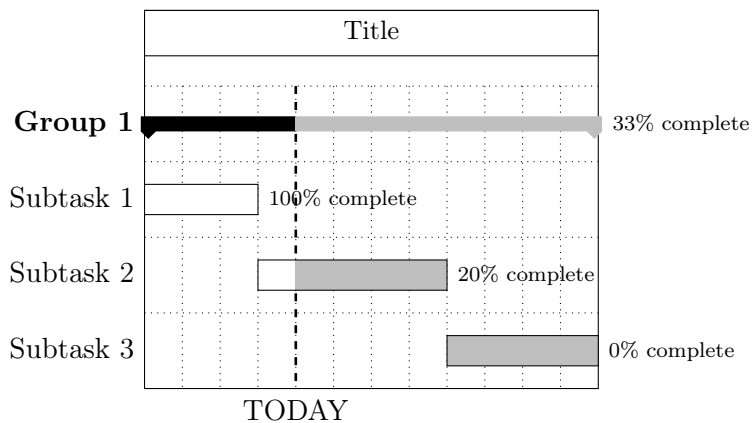 Title
Group 1
33% complete
Subtask 1
100% complete
Subtask 2
20% complete
Subtask 3
0% complete
TODAY